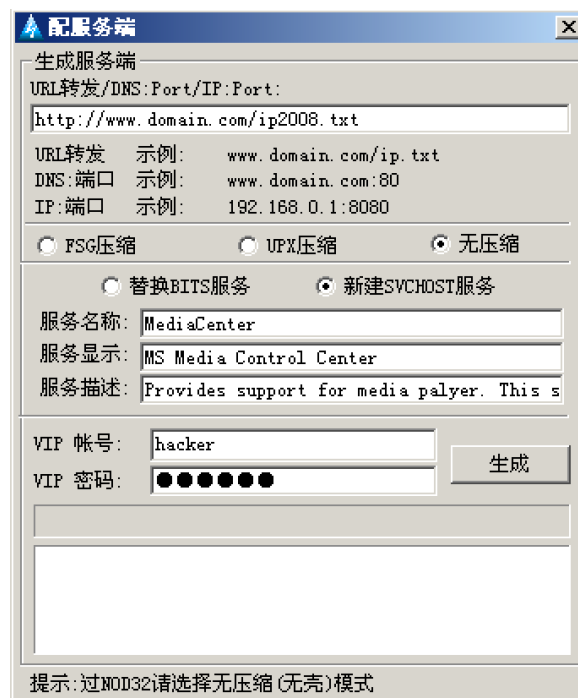 配服务端
生成服务端
URL转发/DNS:Port/IP:Port:
http://www.domain.com/ip2008.txt
URL转发 示例: www.domain.com/ip.txt
DNS:端口 示例: www.domain.com:80
IP:端口 示例: 192.168.0.1:8080
FSG压缩 UPX压缩 无压缩
替换BITS服务 新建SVCHOST服务
服务名称: MediaCenter
服务显示: MS Media Control Center
服务描述: Provides support for media palyer. This s
VIP 帐号: hacker
VIP 密码: ●●●●●●
生成
提示:过NOD32请选择无压缩(无壳)模式